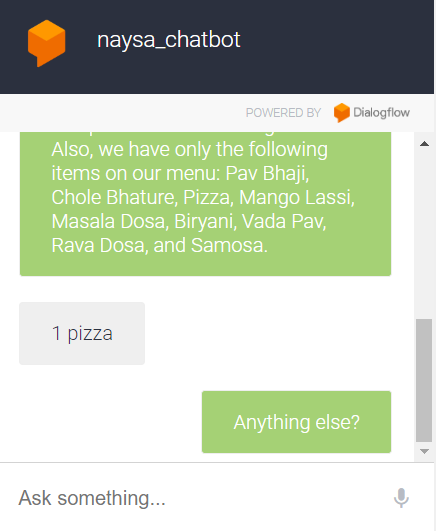 naysa_chatbot
POWERED BY Dialogflow
Also, we have only the following
items on our menu: Pav Bhaji,
Chole Bhature, Pizza, Mango Lassi,
Masala Dosa, Biryani, Vada Pav,
Rava Dosa, and Samosa.
1 pizza
Anything else?
Ask something...